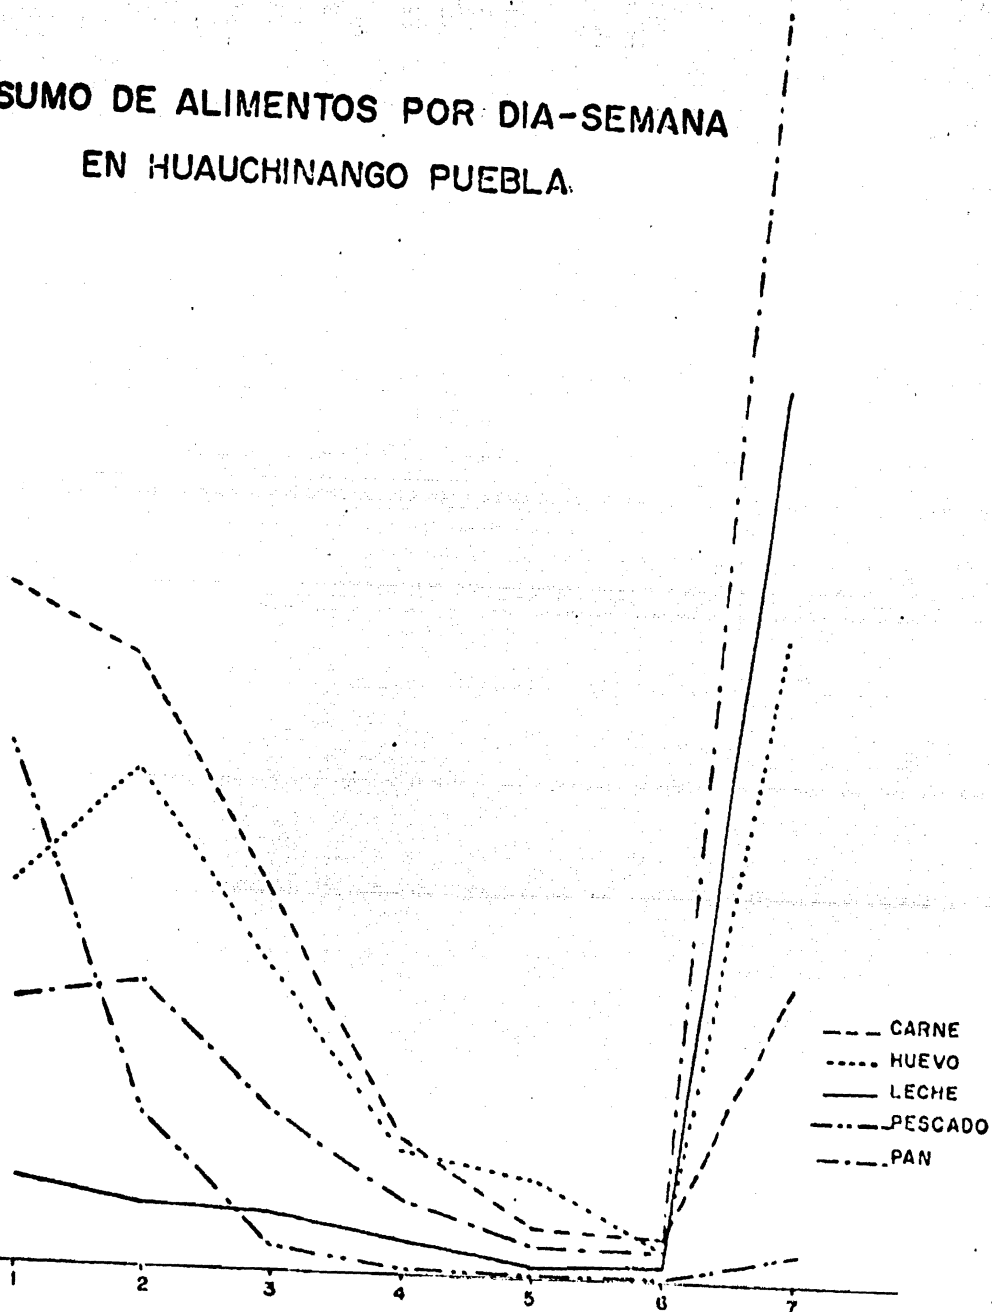 SUMO DE ALIMENTOS POR DIA-SEMANA
EN HUAUCHINANGO PUEBLA.
CARNE
HUEVO
LECHE
PESCADO
PAN
1 2 3 4 5 6 7